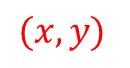 (x, y)